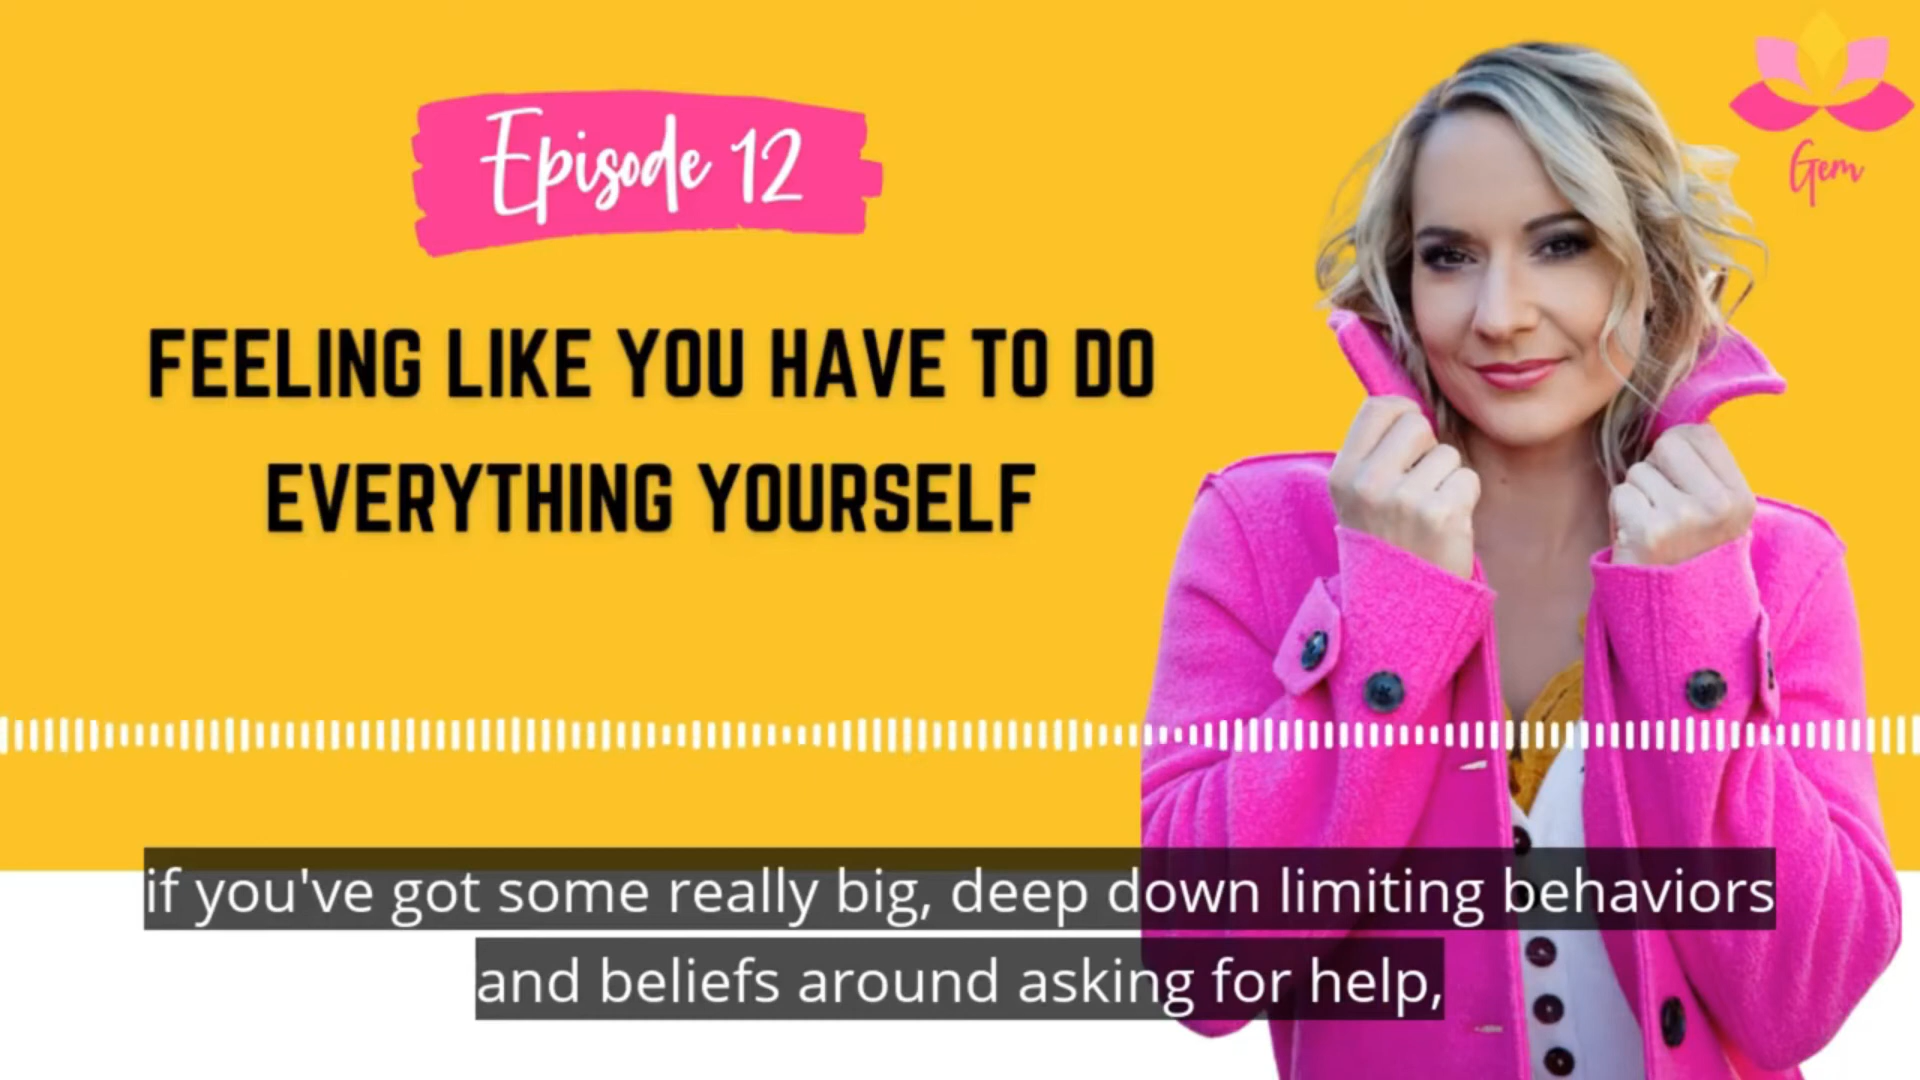 Episode 12
Gem
FEELING LIKE YOU HAVE TO DO
EVERYTHING YOURSELF
if you've got some really big, deep down limiting behaviors
and beliefs around asking for help,